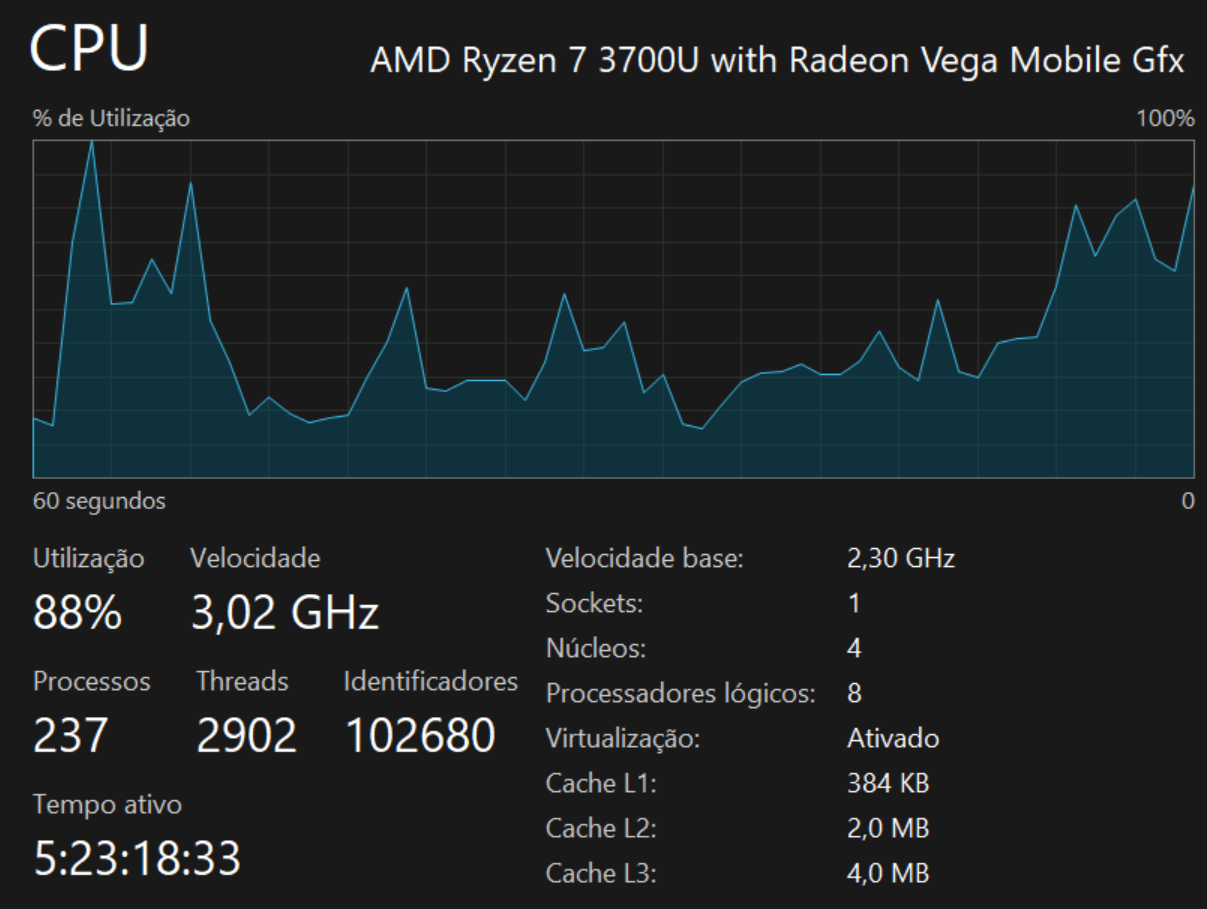 CPU
AMD Ryzen 7 3700U with Radeon Vega Mobile Gfx
% de Utilização 100%
60 segundos 0
Utilização Velocidade
88% 3,02 GHz
Processos Threads Identificadores
237 2902 102680
Tempo ativo
5:23:18:33
Velocidade base: 2,30 GHz
Sockets: 1
Núcleos: 4
Processadores lógicos: 8
Virtualização: Ativado
Cache L1: 384 KB
Cache L2: 2,0 MB
Cache L3: 4,0 MB